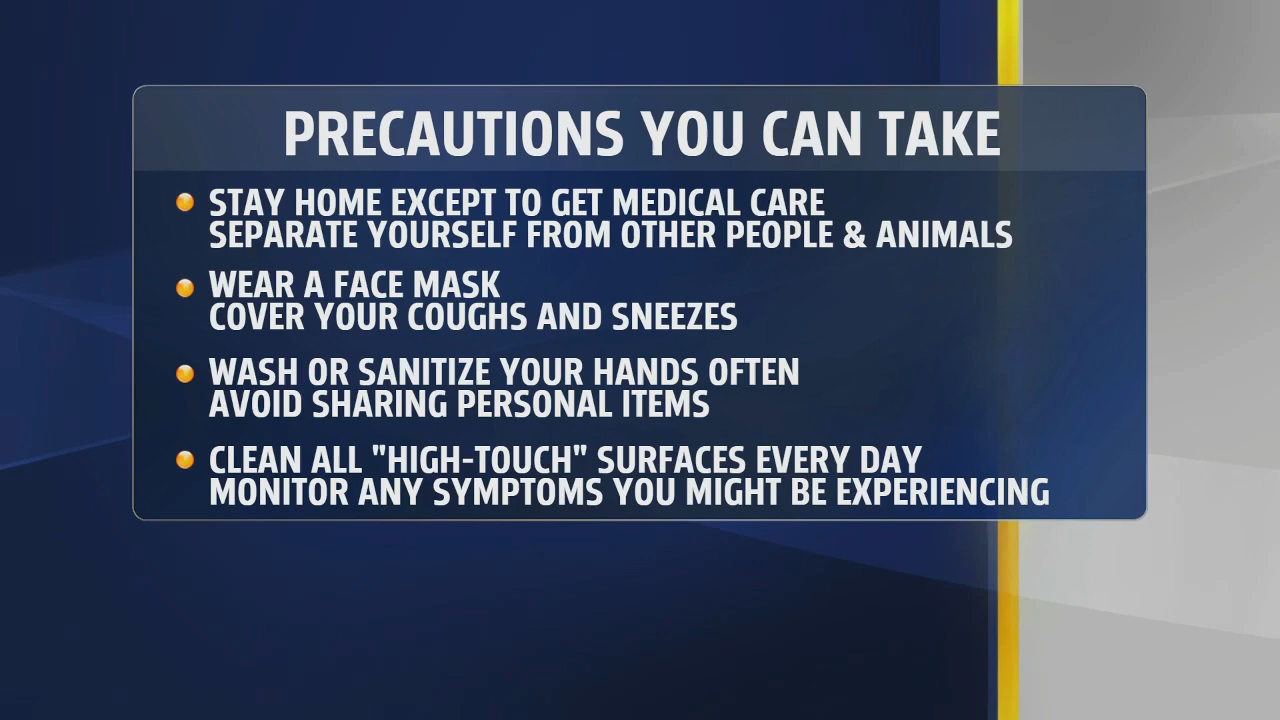 PRECAUTIONS YOU CAN TAKE
STAY HOME EXCEPT TO GET MEDICAL CARE
SEPARATE YOURSELF FROM OTHER PEOPLE & ANIMALS
WEAR A FACE MASK
COVER YOUR COUGHS AND SNEEZES
WASH OR SANITIZE YOUR HANDS OFTEN
AVOID SHARING PERSONAL ITEMS
CLEAN ALL "HIGH-TOUCH" SURFACES EVERY DAY
MONITOR ANY SYMPTOMS YOU MIGHT BE EXPERIENCING